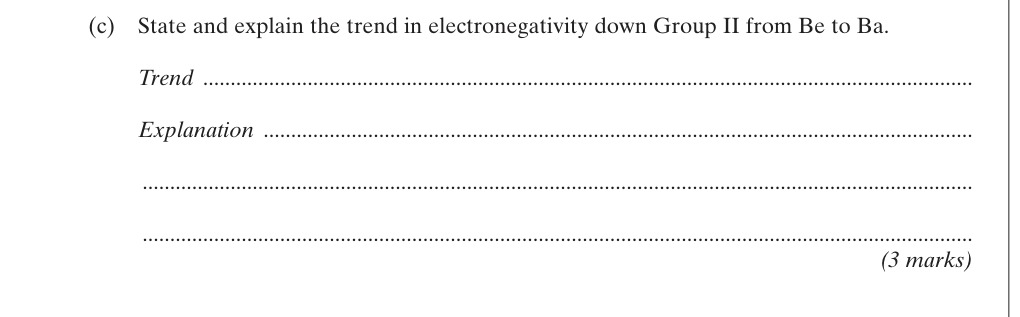 (c) State and explain the trend in electronegativity down Group II from Be to Ba.
Trend ................................................................................................................................................
Explanation ................................................................................................................................
......................................................................................................................................................
......................................................................................................................................................
(3 marks)